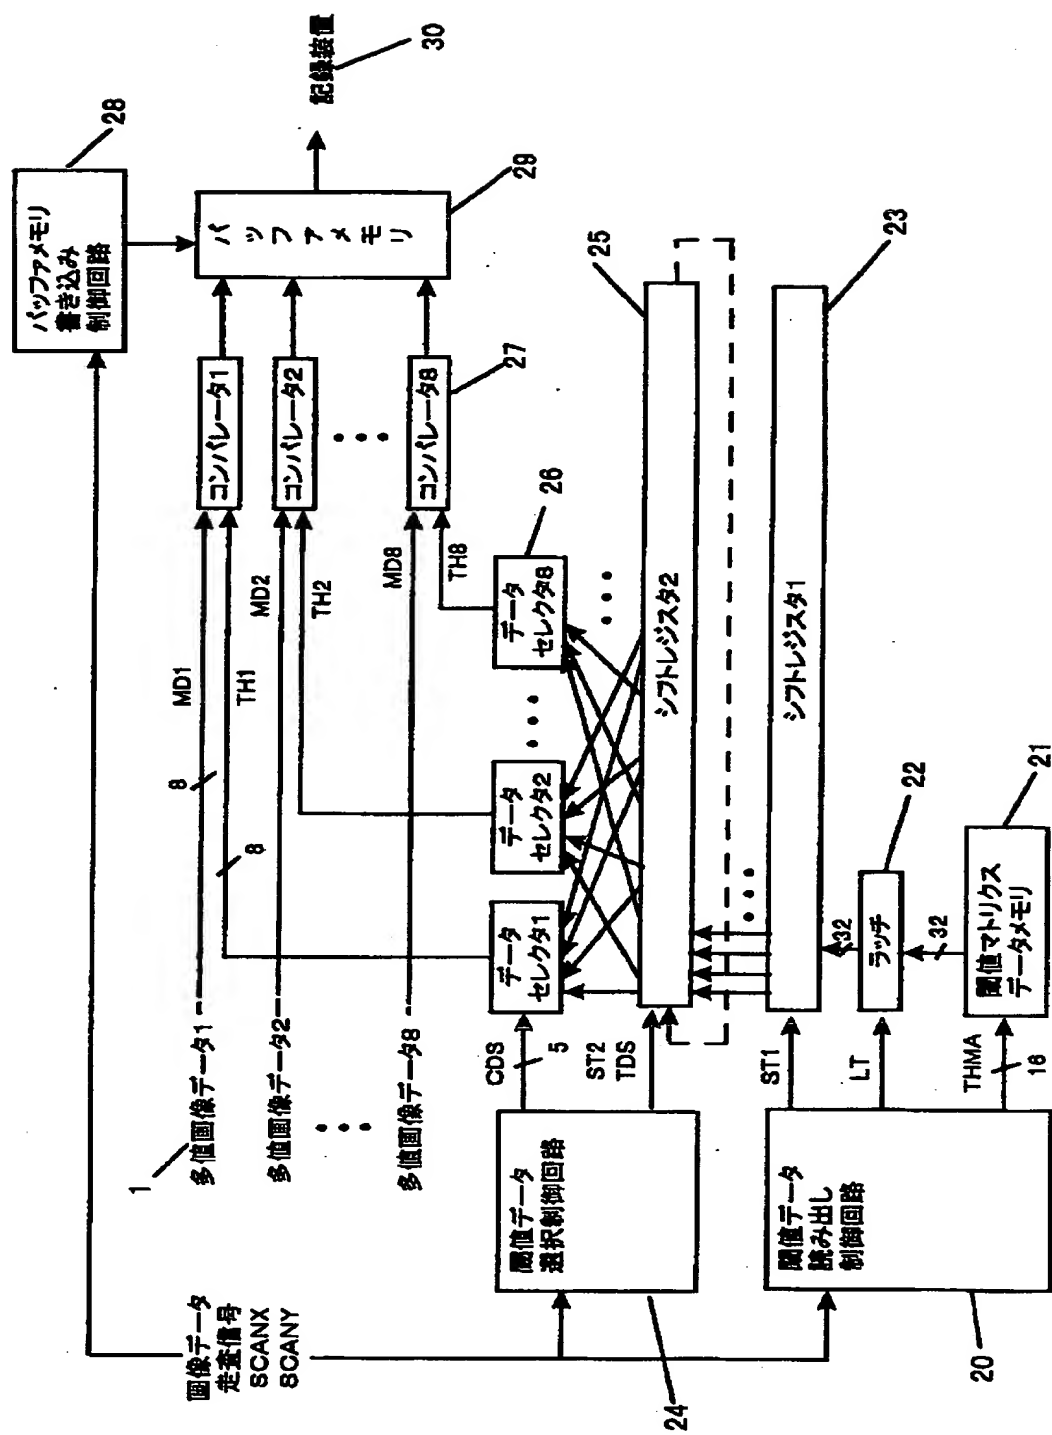 画像データ
走査信号
SCANX
SCANY
バッファメモリ
書き込み
制御回路
28
1
多値画像データ1
多値画像データ2
多値画像データ8
MD1
8
TH1
8
MD2
TH2
MD8
TH8
コンパレータ1
コンパレータ2
コンパレータ8
27
バッファメモリ
29
記録装置
30
閾値データ
選択制御回路
24
CDS
5
ST2
TDS
データ
セレクタ1
データ
セレクタ2
データ
セレクタ8
26
シフトレジスタ2
25
閾値データ
読み出し
制御回路
20
ST1
LT
THMA
16
シフトレジスタ1
23
32
ラッチ
22
32
閾値マトリクス
データメモリ
21